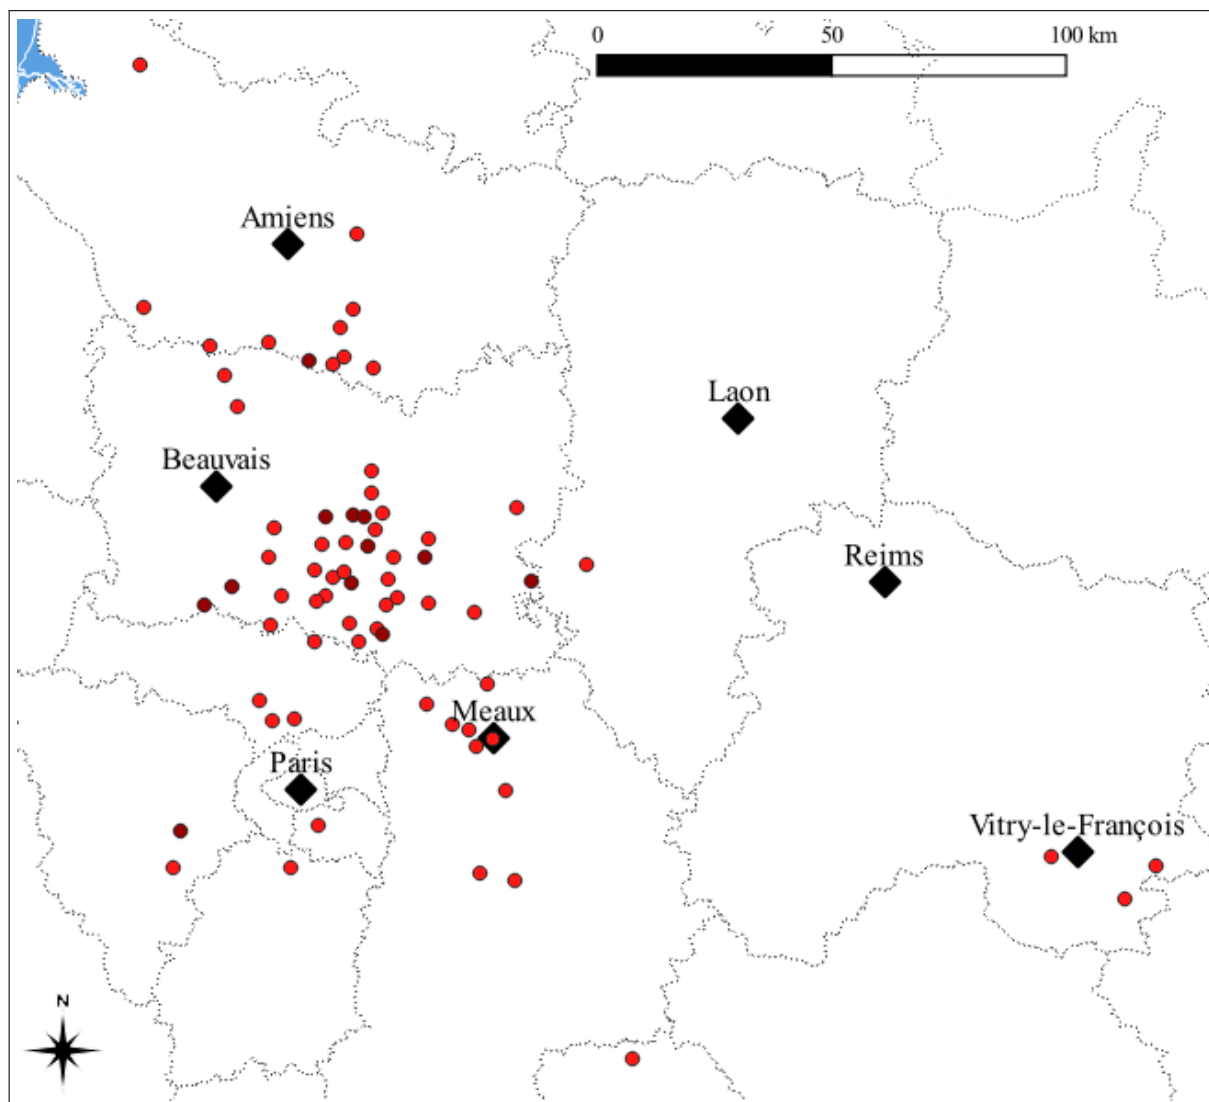 0 50 100 km
Amiens
Laon
Beauvais
Reims
Meaux
Paris
Vitry-le-François
N